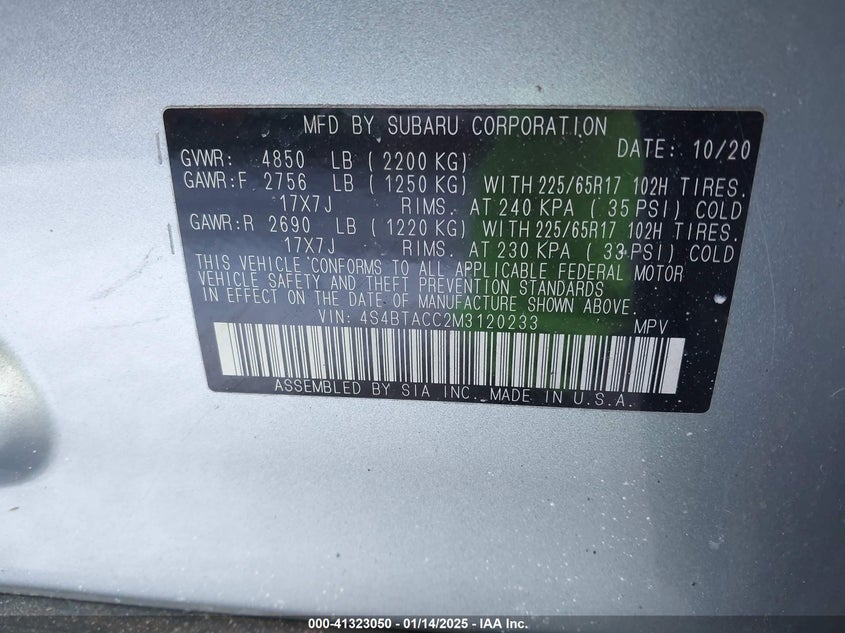 MFD BY SUBARU CORPORATION
DATE: 10/20
GVWR: 4850 LB (2200 KG)
GAWR:F 2756 LB (1250 KG) WITH 225/65R17 102H TIRES.
17X7J RIMS. AT 240 KPA ( 35 PSI) COLD
GAWR:R 2690 LB (1220 KG) WITH 225/65R17 102H TIRES.
17X7J RIMS. AT 230 KPA ( 33 PSI) COLD
THIS VEHICLE CONFORMS TO ALL APPLICABLE FEDERAL MOTOR
VEHICLE SAFETY AND THEFT PREVENTION STANDARDS
IN EFFECT ON THE DATE OF MANUFACTURE SHOWN ABOVE.
VIN: 4S4BTACC2M3120233 MPV
ASSEMBLED BY SIA INC. MADE IN U.S.A.
000-41323050 — 01/14/2025 — IAA Inc.